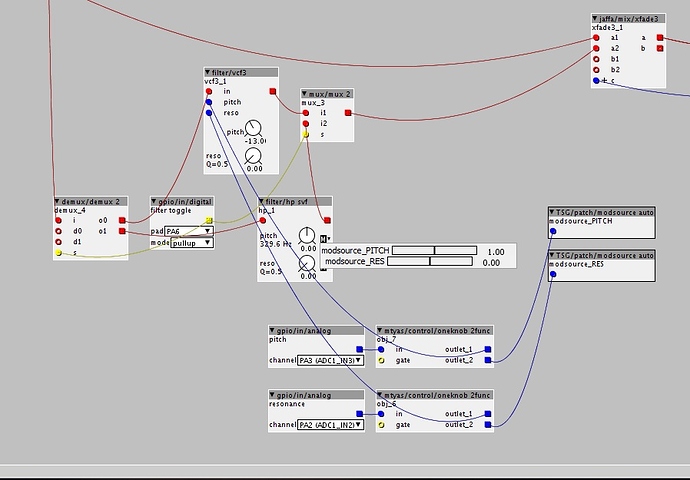 jaffa/mix/xfade3
xfade3_1
a1 a
a2 b
b1
b2
+ c
filter/vcf3
vcf3_1
in
pitch
reso
pitch
-13.0
reso
Q=0.5 0.00
mux/mux 2
mux_3
i1
i2
s
demux/demux 2
demux_4
i o0
d0 o1
d1
s
gpio/in/digital
filter toggle
pad PA6
mode pullup
filter/hp svf
hp_1
pitch
329.6 Hz
reso
Q=0.5 0.00
modsource_PITCH 1.00
modsource_RES 0.00
TSG/patch/modsource auto
modsource_PITCH
TSG/patch/modsource auto
modsource_RES
gpio/in/analog
pitch
channel PA3 (ADC1_IN3)
mtyas/control/oneknob 2func
obj_7
in outlet_1
gate outlet_2
gpio/in/analog
resonance
channel PA2 (ADC1_IN2)
mtyas/control/oneknob 2func
obj_6
in outlet_1
gate outlet_2